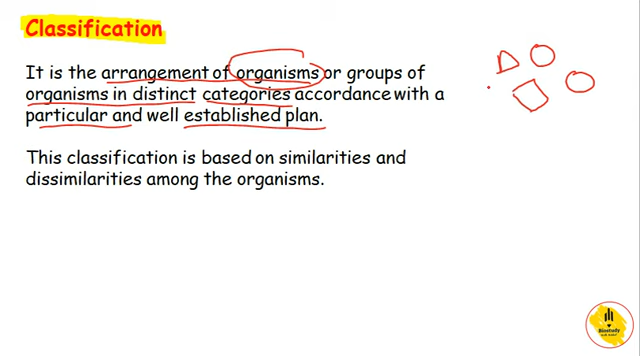 Classification
It is the arrangement of organisms or groups of
organisms in distinct categories accordance with a
particular and well established plan.
This classification is based on similarities and
dissimilarities among the organisms.
Biostudy